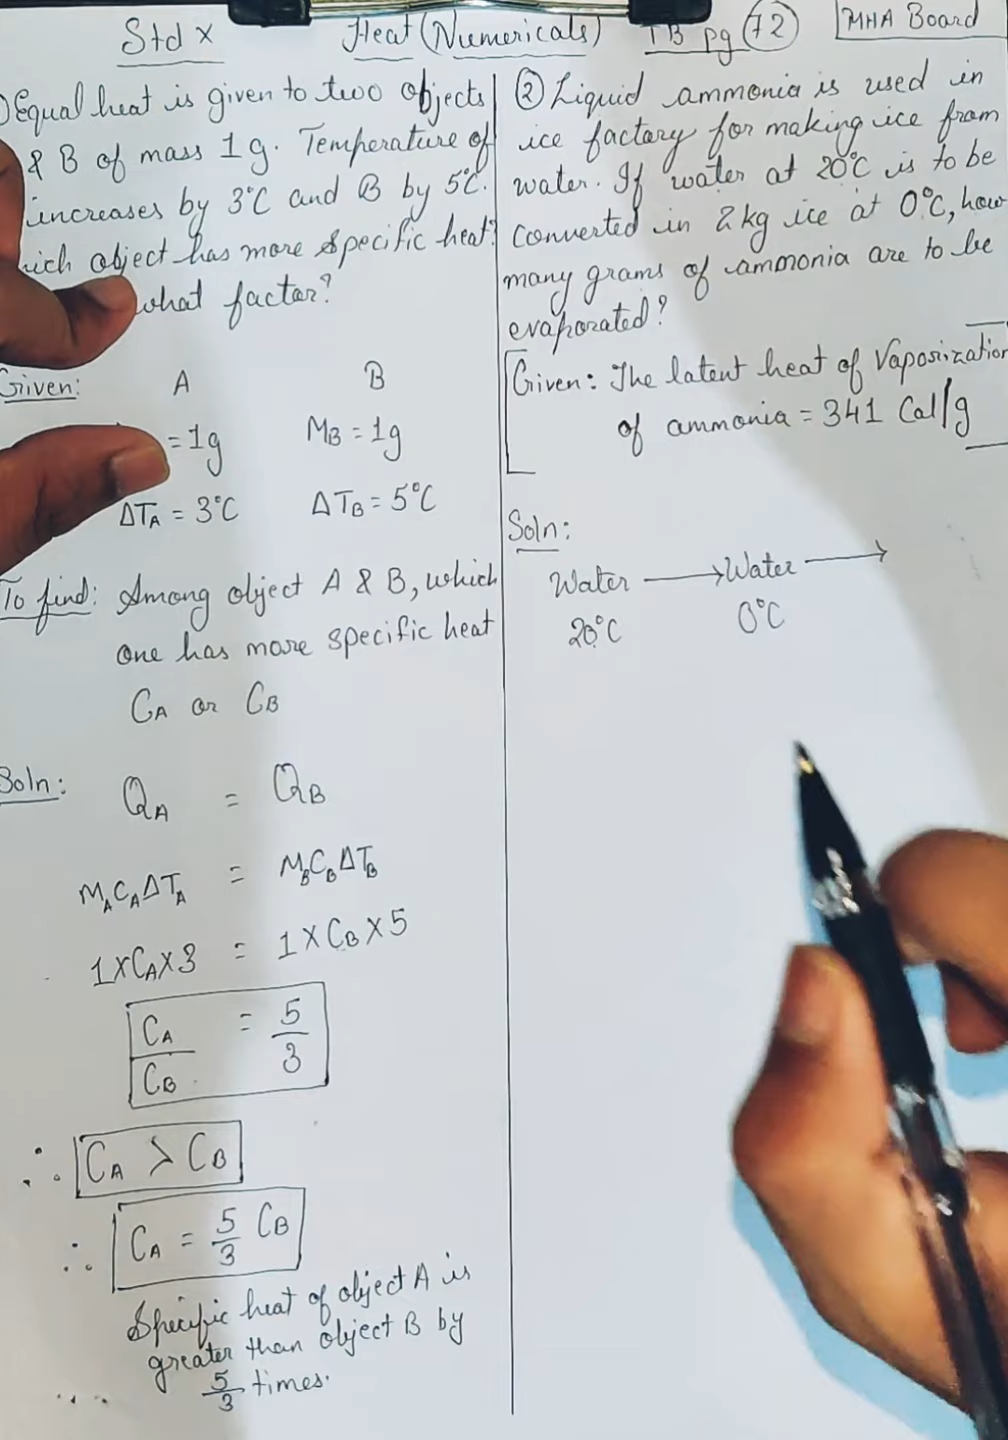 Std X Heat (Numericals) TB pg 72 MHA Board
Equal heat is given to two objects
& B of mass 1g. Temperature of
increases by 3°C and B by 5°C.
ich object has more specific heat?
what factor?
Given: A B
= 1g MB = 1g
ΔTA = 3°C ΔTB = 5°C
To find: Among object A & B, which
one has more specific heat
CA or CB
Soln: QA = QB
MACAΔTA = MBCBΔTB
1×CA×3 = 1×CB×5
CA/CB = 5/3
∴ CA > CB
∴ CA = 5/3 CB
Specific heat of object A is
greater than object B by
5/3 times.
② Liquid ammonia is used in
ice factory for making ice from
water. If water at 20°C is to be
converted in 2kg ice at 0°C, how
many grams of ammonia are to be
evaporated?
Given: The latent heat of Vaporization
of ammonia = 341 Cal/g
Soln:
Water → Water →
20°C 0°C